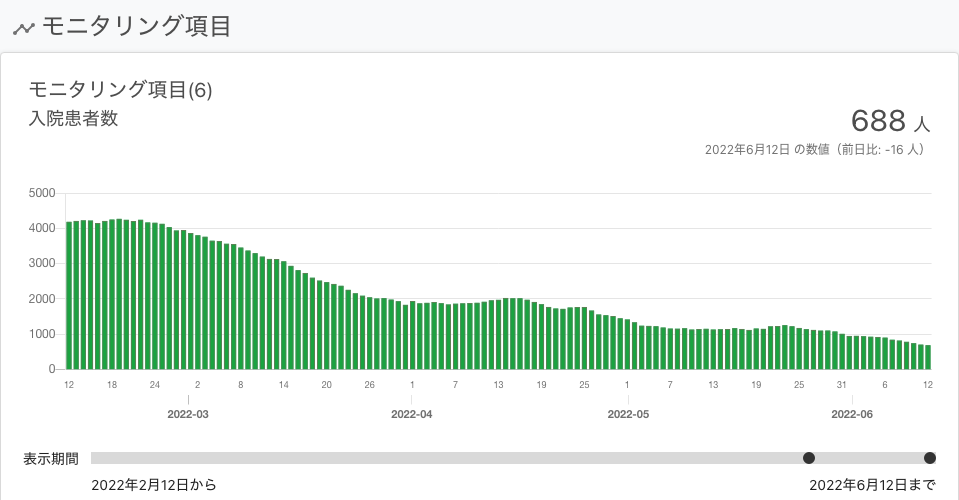 モニタリング項目
モニタリング項目(6)
入院患者数
688 人
2022年6月12日 の数値（前日比: -16 人）
5000
4000
3000
2000
1000
0
12 18 24 2 8 14 20 26 1 7 13 19 25 1 7 13 19 25 31 6 12
2022-03 2022-04 2022-05 2022-06
表示期間
2022年2月12日から 2022年6月12日まで